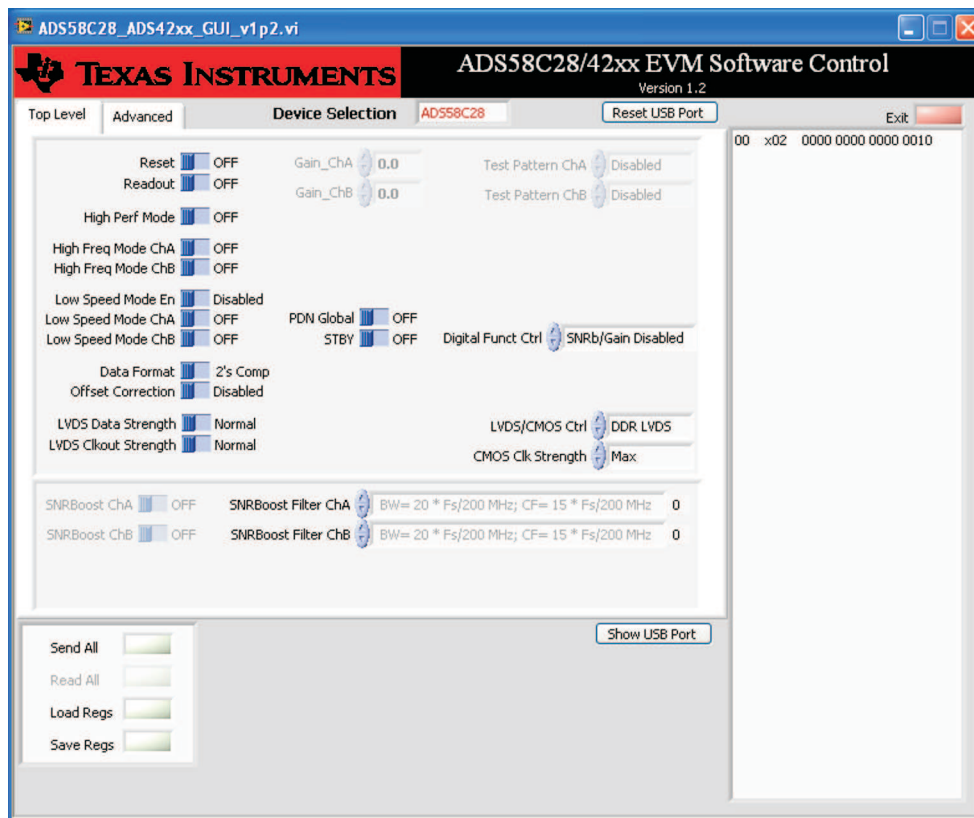 ADS58C28_ADS42xx_GUI_v1p2.vi
TEXAS INSTRUMENTS
ADS58C28/42xx EVM Software Control
Version 1.2
Top Level
Advanced
Device Selection
ADS58C28
Reset USB Port
Exit
00 x02 0000 0000 0000 0010
Reset OFF
Readout OFF
High Perf Mode OFF
High Freq Mode ChA OFF
High Freq Mode ChB OFF
Low Speed Mode En Disabled
Low Speed Mode ChA OFF
Low Speed Mode ChB OFF
Data Format 2's Comp
Offset Correction Disabled
LVDS Data Strength Normal
LVDS Clkout Strength Normal
Gain_ChA 0.0
Gain_ChB 0.0
PDN Global OFF
STBY OFF
Test Pattern ChA Disabled
Test Pattern ChB Disabled
Digital Funct Ctrl SNRb/Gain Disabled
LVDS/CMOS Ctrl DDR LVDS
CMOS Clk Strength Max
SNRBoost ChA OFF
SNRBoost Filter ChA BW= 20 * Fs/200 MHz; CF= 15 * Fs/200 MHz 0
SNRBoost ChB OFF
SNRBoost Filter ChB BW= 20 * Fs/200 MHz; CF= 15 * Fs/200 MHz 0
Send All
Read All
Load Regs
Save Regs
Show USB Port